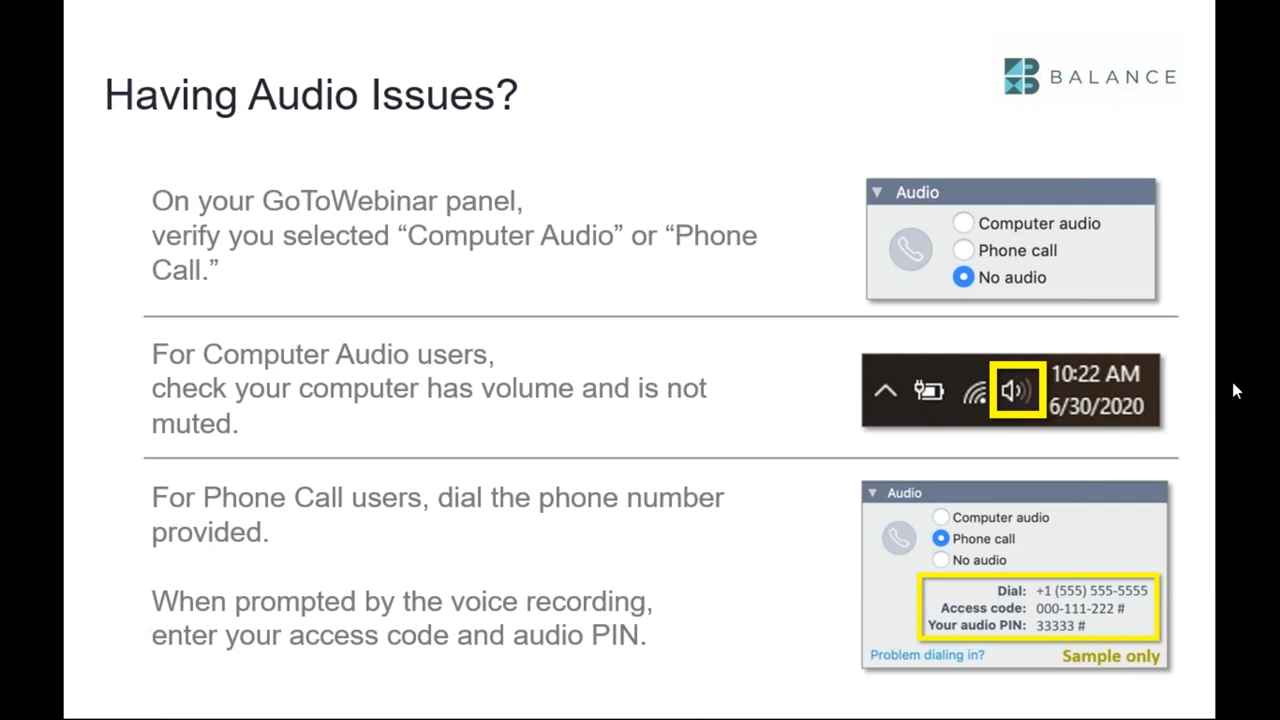 Having Audio Issues?
BALANCE
On your GoToWebinar panel,
verify you selected “Computer Audio” or “Phone
Call.”
Audio
Computer audio
Phone call
No audio
For Computer Audio users,
check your computer has volume and is not
muted.
10:22 AM
6/30/2020
For Phone Call users, dial the phone number
provided.
When prompted by the voice recording,
enter your access code and audio PIN.
Audio
Computer audio
Phone call
No audio
Dial: +1 (555) 555-5555
Access code: 000-111-222 #
Your audio PIN: 33333 #
Problem dialing in? Sample only